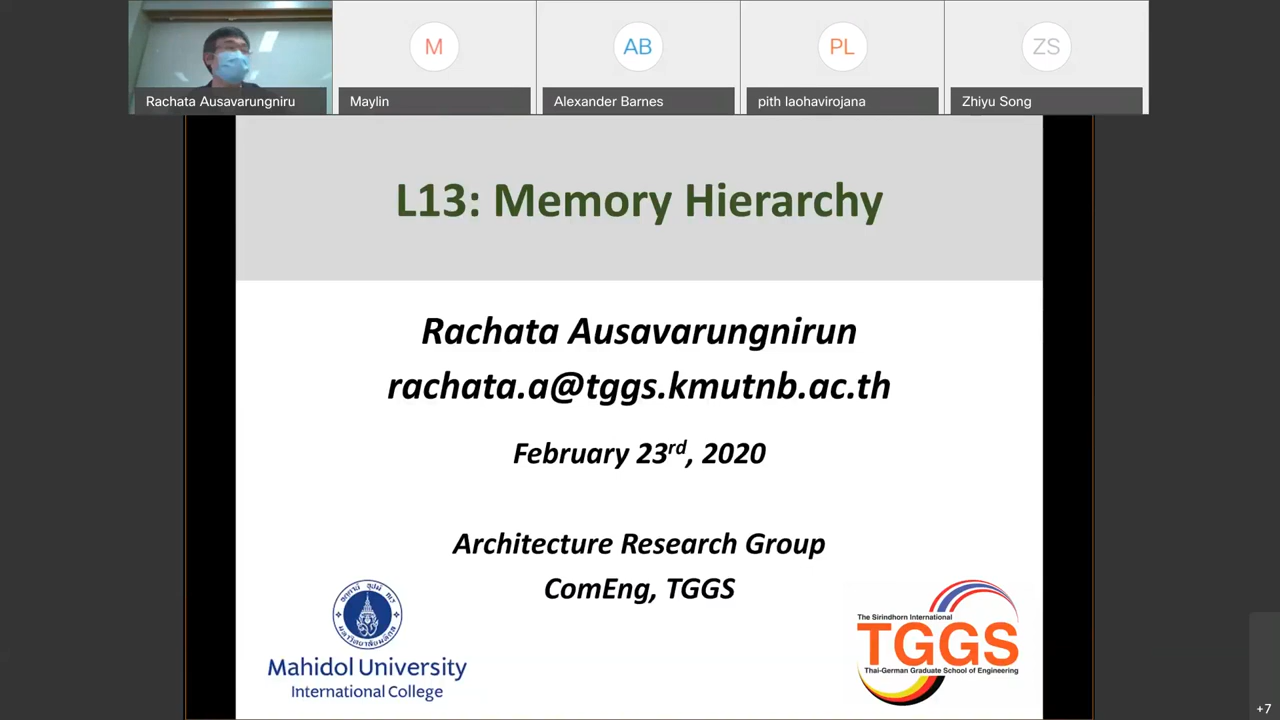 M
AB
PL
ZS
Rachata Ausavarungniru
Maylin
Alexander Barnes
pith laohavirojana
Zhiyu Song
L13: Memory Hierarchy
Rachata Ausavarungnirun
rachata.a@tggs.kmutnb.ac.th
February 23rd, 2020
Architecture Research Group
ComEng, TGGS
Mahidol University
International College
The Sirindhorn International
TGGS
Thai-German Graduate School of Engineering
+7